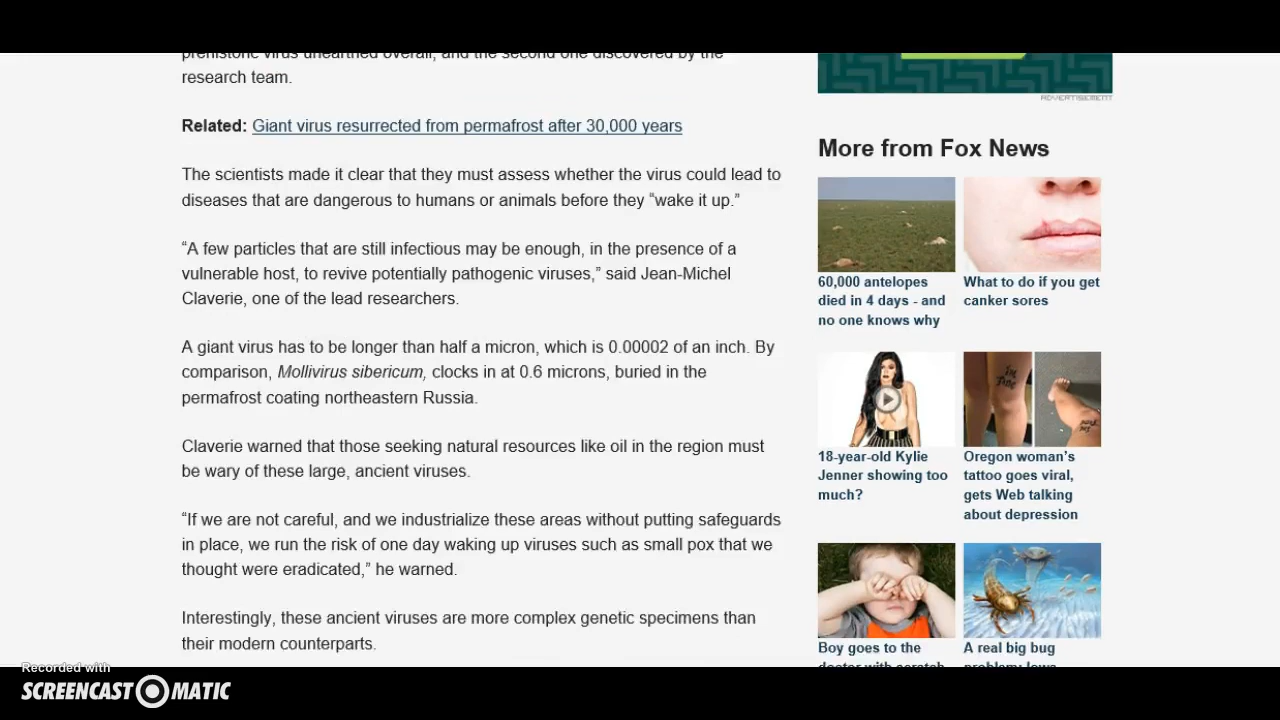 prehistoric virus unearthed overall, and the second one discovered by the
research team.
Related: Giant virus resurrected from permafrost after 30,000 years
The scientists made it clear that they must assess whether the virus could lead to
diseases that are dangerous to humans or animals before they “wake it up.”
“A few particles that are still infectious may be enough, in the presence of a
vulnerable host, to revive potentially pathogenic viruses,” said Jean-Michel
Claverie, one of the lead researchers.
A giant virus has to be longer than half a micron, which is 0.00002 of an inch. By
comparison, Mollivirus sibericum, clocks in at 0.6 microns, buried in the
permafrost coating northeastern Russia.
Claverie warned that those seeking natural resources like oil in the region must
be wary of these large, ancient viruses.
“If we are not careful, and we industrialize these areas without putting safeguards
in place, we run the risk of one day waking up viruses such as small pox that we
thought were eradicated,” he warned.
Interestingly, these ancient viruses are more complex genetic specimens than
their modern counterparts.
ADVERTISEMENT
More from Fox News
60,000 antelopes
died in 4 days - and
no one knows why
What to do if you get
canker sores
18-year-old Kylie
Jenner showing too
much?
Oregon woman’s
tattoo goes viral,
gets Web talking
about depression
Boy goes to the
doctor with scratch
A real big bug
problem: Iowa
Recorded with
SCREENCAST O MATIC